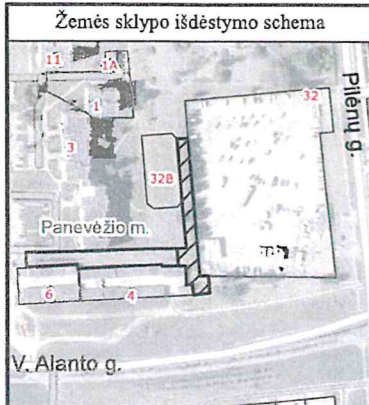 Žemės sklypo išdėstymo schema
11
1A
32
1
3
Pilėnų g.
32B
Panevėžio m.
6
4
V. Alanto g.